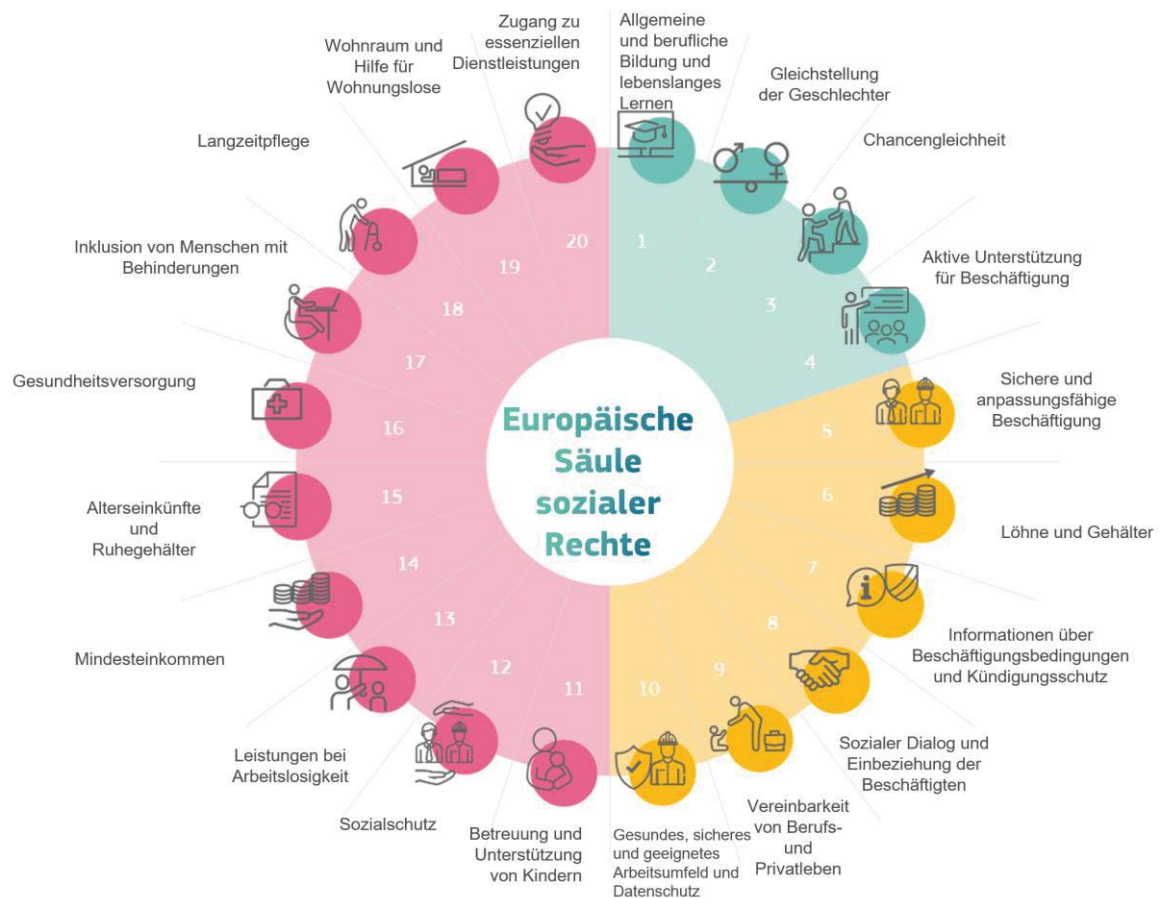 Allgemeine
und berufliche
Bildung und
lebenslanges
Lernen
Gleichstellung
der Geschlechter
Chancengleichheit
Aktive Unterstützung
für Beschäftigung
Sichere und
anpassungsfähige
Beschäftigung
Löhne und Gehälter
Informationen über
Beschäftigungsbedingungen
und Kündigungsschutz
Sozialer Dialog und
Einbeziehung der
Beschäftigten
Vereinbarkeit
von Berufs-
und
Privatleben
Gesundes, sicheres
und geeignetes
Arbeitsumfeld und
Datenschutz
Betreuung und
Unterstützung
von Kindern
Sozialschutz
Leistungen bei
Arbeitslosigkeit
Mindesteinkommen
Alterseinkünfte
und
Ruhegehälter
Gesundheitsversorgung
Inklusion von Menschen mit
Behinderungen
Langzeitpflege
Wohnraum und
Hilfe für
Wohnungslose
Zugang zu
essenziellen
Dienstleistungen
1
2
3
4
5
6
7
8
9
10
11
12
13
14
15
16
17
18
19
20
Europäische
Säule
sozialer
Rechte
i